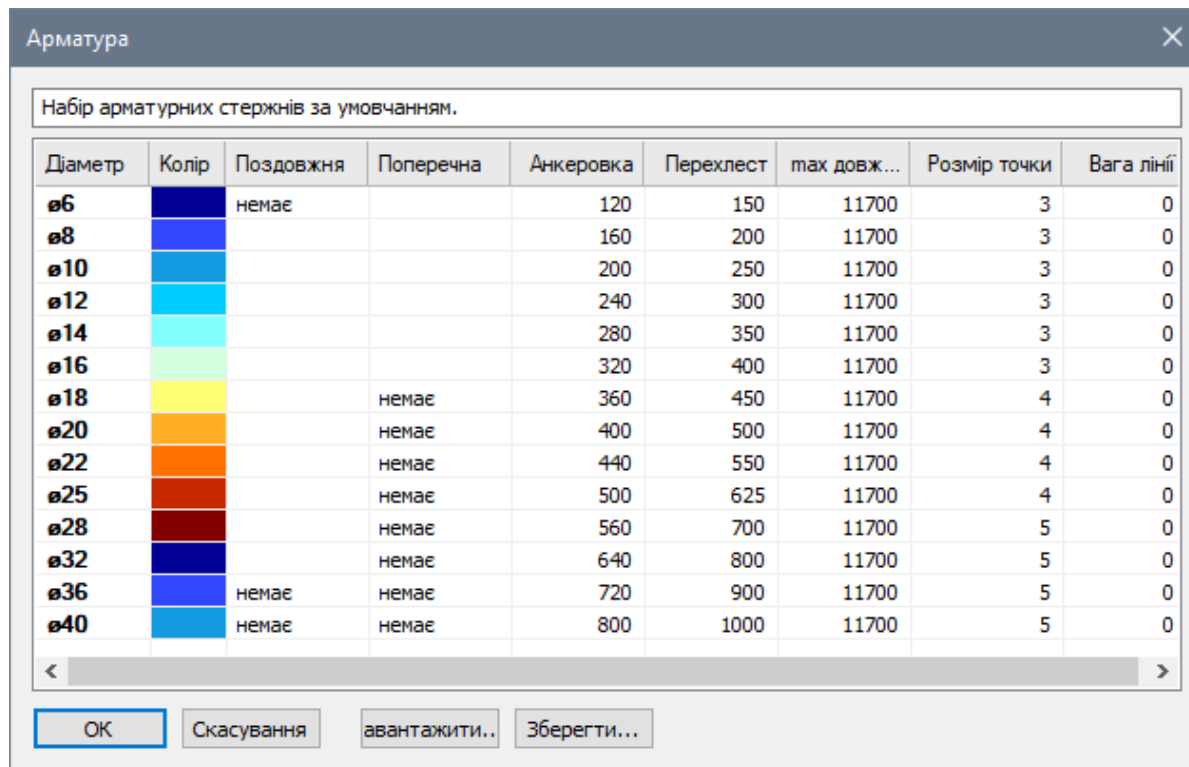 Арматура
Набір арматурних стержнів за умовчанням.
Діаметр Колір Поздовжня Поперечна Анкеровка Перехлест max довж... Розмір точки Вага лінії
ø6 немає 120 150 11700 3 0
ø8 160 200 11700 3 0
ø10 200 250 11700 3 0
ø12 240 300 11700 3 0
ø14 280 350 11700 3 0
ø16 320 400 11700 3 0
ø18 немає 360 450 11700 4 0
ø20 немає 400 500 11700 4 0
ø22 немає 440 550 11700 4 0
ø25 немає 500 625 11700 4 0
ø28 немає 560 700 11700 5 0
ø32 немає 640 800 11700 5 0
ø36 немає немає 720 900 11700 5 0
ø40 немає немає 800 1000 11700 5 0
OK Скасування авантажити.. Зберегти...